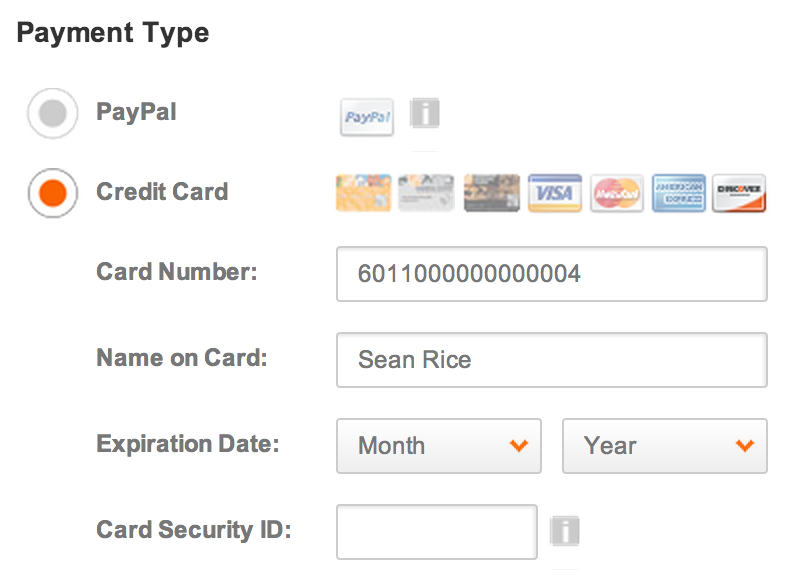 Payment Type
PayPal PayPal i
Credit Card VISA MasterCard AMERICAN EXPRESS DISCOVER
Card Number: 6011000000000004
Name on Card: Sean Rice
Expiration Date: Month Year
Card Security ID: i